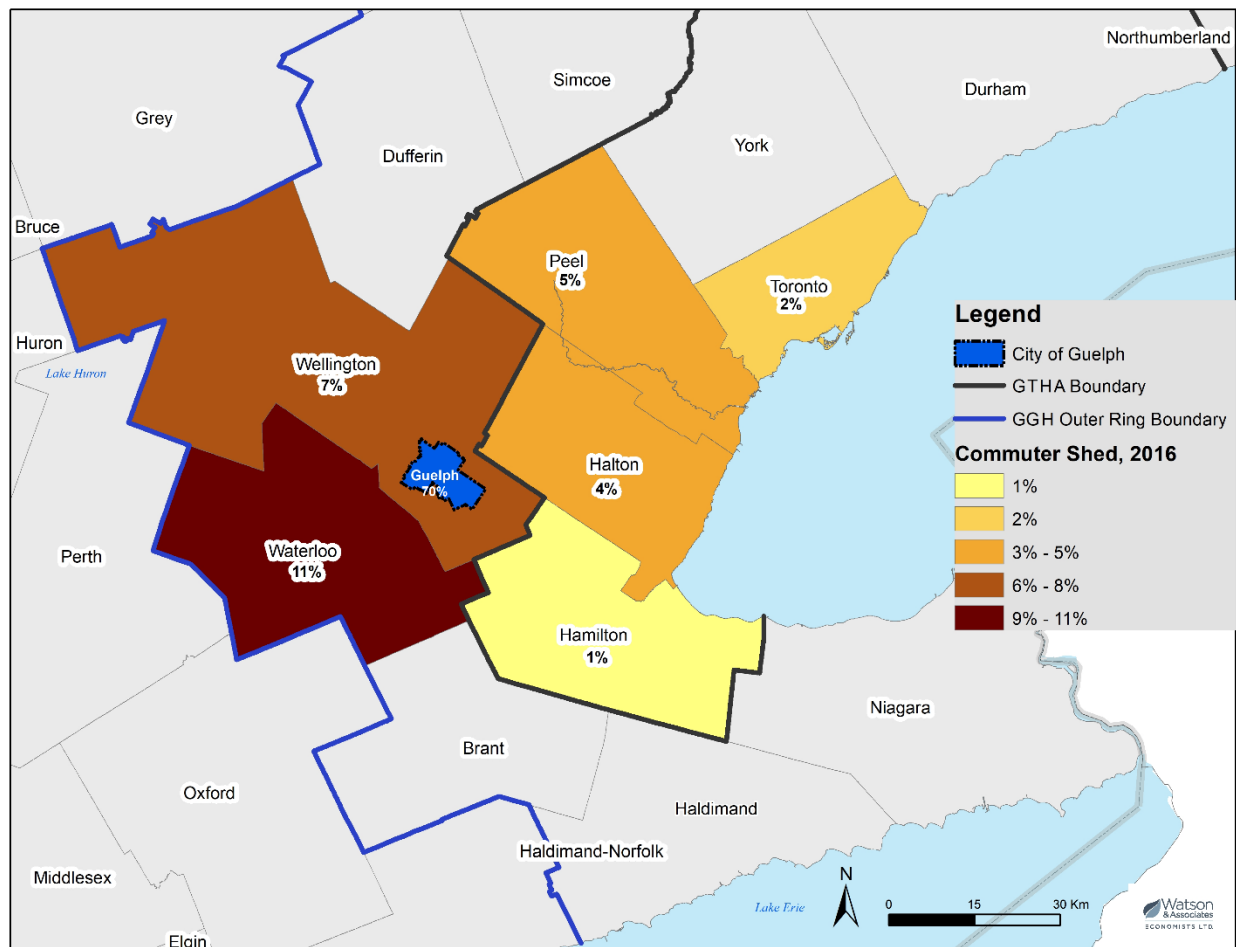 Northumberland
Simcoe
Durham
Grey
York
Dufferin
Bruce
Peel
5%
Toronto
2%
Huron
Lake Huron
Wellington
7%
Legend
City of Guelph
GTHA Boundary
GGH Outer Ring Boundary
Commuter Shed, 2016
1%
2%
3% - 5%
6% - 8%
9% - 11%
Guelph
70%
Halton
4%
Perth
Waterloo
11%
Hamilton
1%
Niagara
Brant
Oxford
Haldimand
Haldimand-Norfolk
Middlesex
Elgin
Lake Erie
N
0 15 30 Km
Watson
& Associates
ECONOMISTS LTD.